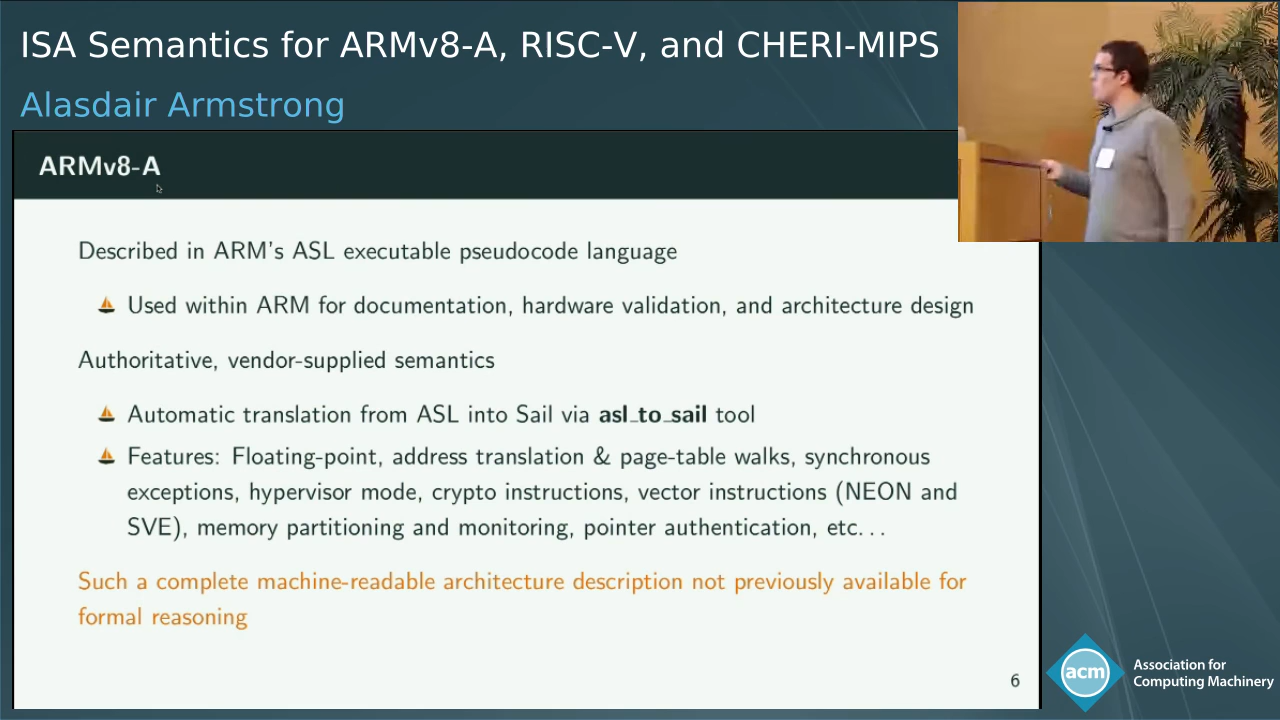 ISA Semantics for ARMv8-A, RISC-V, and CHERI-MIPS
Alasdair Armstrong
ARMv8-A
Described in ARM's ASL executable pseudocode language
Used within ARM for documentation, hardware validation, and architecture design
Authoritative, vendor-supplied semantics
Automatic translation from ASL into Sail via asl_to_sail tool
Features: Floating-point, address translation & page-table walks, synchronous
exceptions, hypervisor mode, crypto instructions, vector instructions (NEON and
SVE), memory partitioning and monitoring, pointer authentication, etc...
Such a complete machine-readable architecture description not previously available for
formal reasoning
6
acm
Association for
Computing Machinery